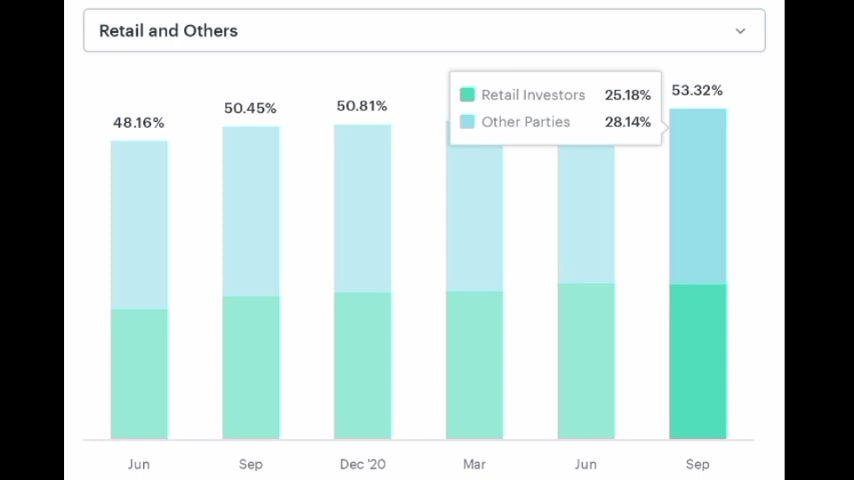 Retail and Others
Retail Investors 25.18%
Other Parties 28.14%
48.16%
50.45%
50.81%
53.32%
Jun
Sep
Dec '20
Mar
Jun
Sep